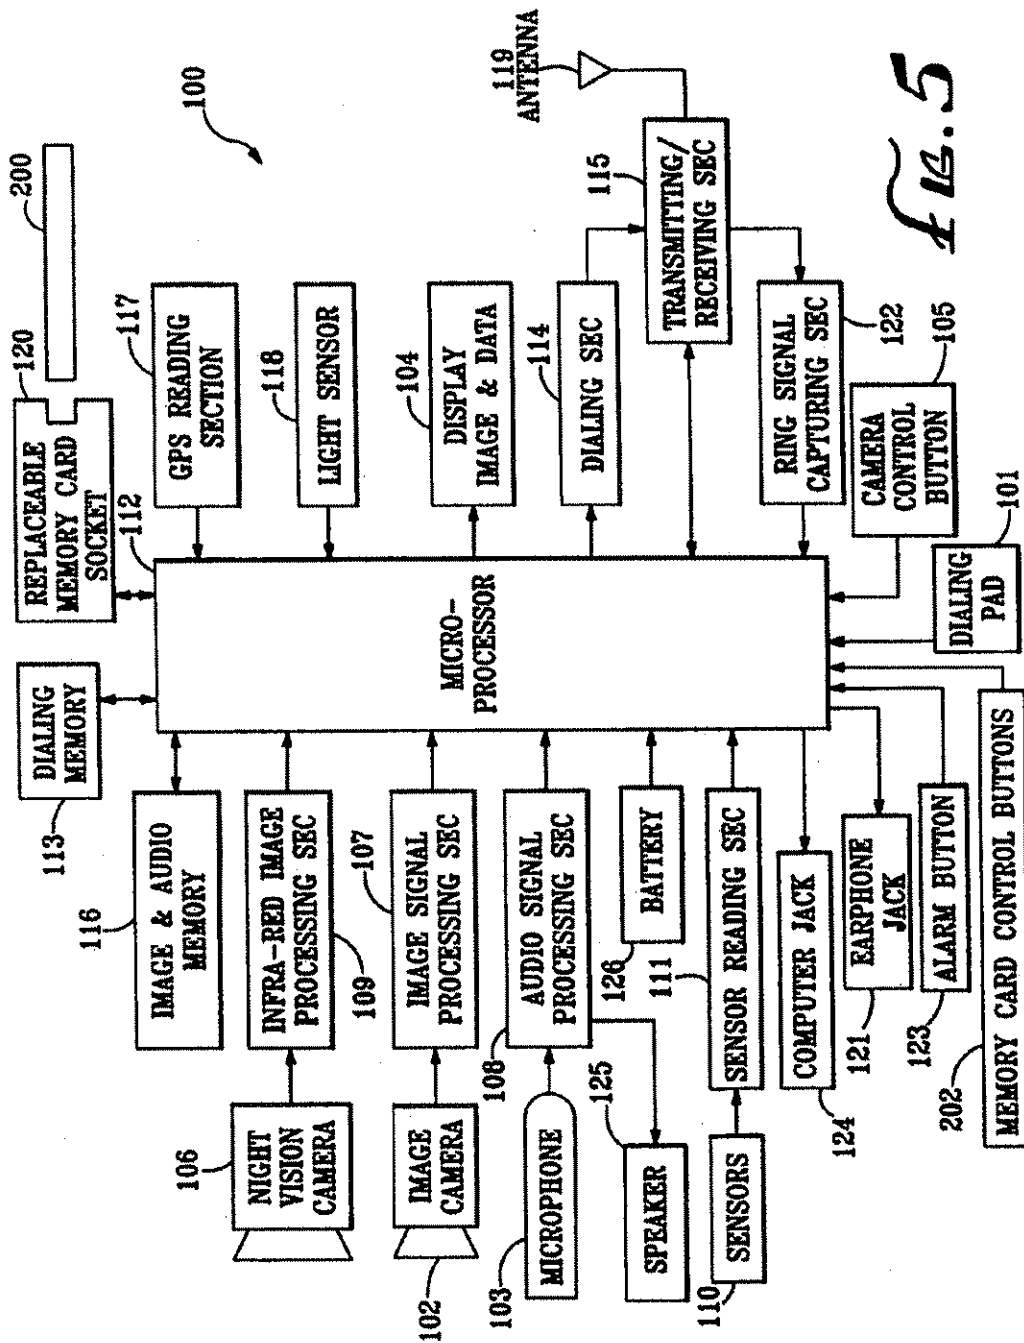 100
200
120
REPLACEABLE
MEMORY CARD
SOCKET
112
DIALING
MEMORY
113
117
GPS READING
SECTION
118
LIGHT SENSOR
104
DISPLAY
IMAGE & DATA
114
DIALING SEC
119
ANTENNA
115
TRANSMITTING/
RECEIVING SEC
RING SIGNAL
CAPTURING SEC
122
105
CAMERA
CONTROL
BUTTON
101
DIALING
PAD
MICRO-
PROCESSOR
116
IMAGE & AUDIO
MEMORY
INFRA-RED IMAGE
PROCESSING SEC
109
107
IMAGE SIGNAL
PROCESSING SEC
108
AUDIO SIGNAL
PROCESSING SEC
126
BATTERY
111
SENSOR READING SEC
COMPUTER JACK
124
EARPHONE
JACK
121
ALARM BUTTON
123
MEMORY CARD CONTROL BUTTONS
202
106
NIGHT
VISION
CAMERA
IMAGE
CAMERA
102
MICROPHONE
103
125
SPEAKER
SENSORS
110
FIG. 5